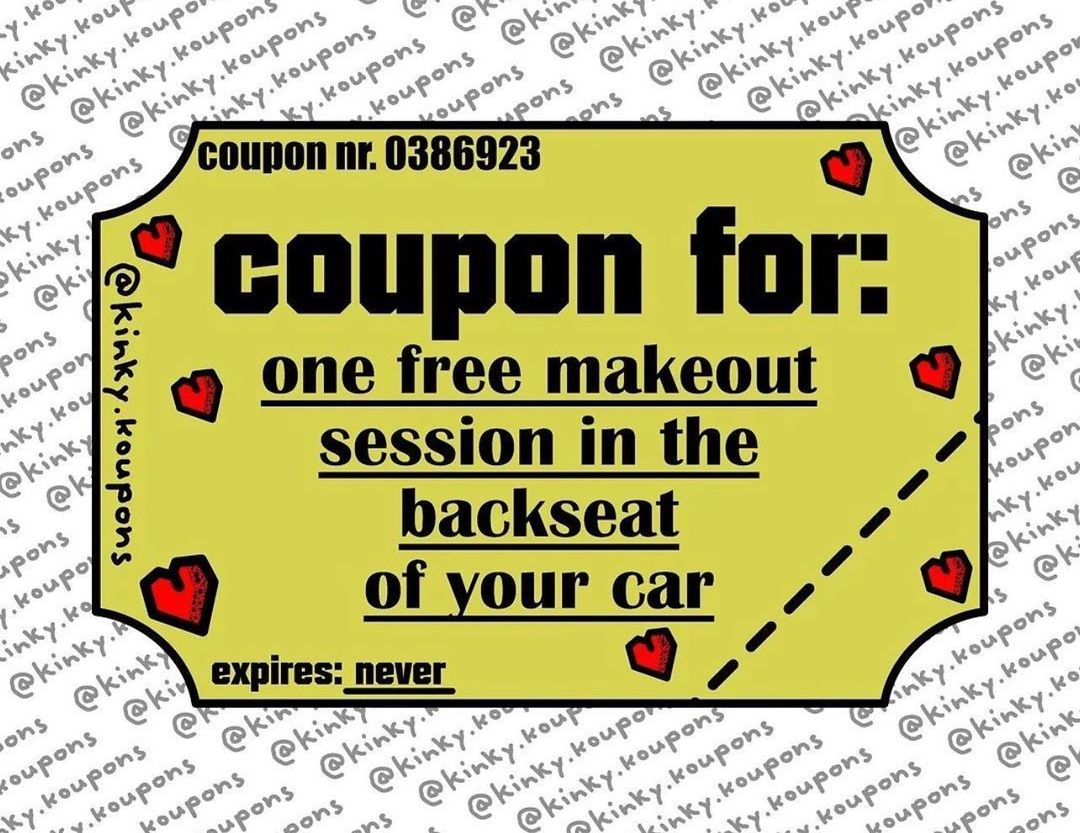 coupon nr. 0386923
coupon for:
one free makeout
session in the
backseat
of your car
expires: never
@kinky.koupons